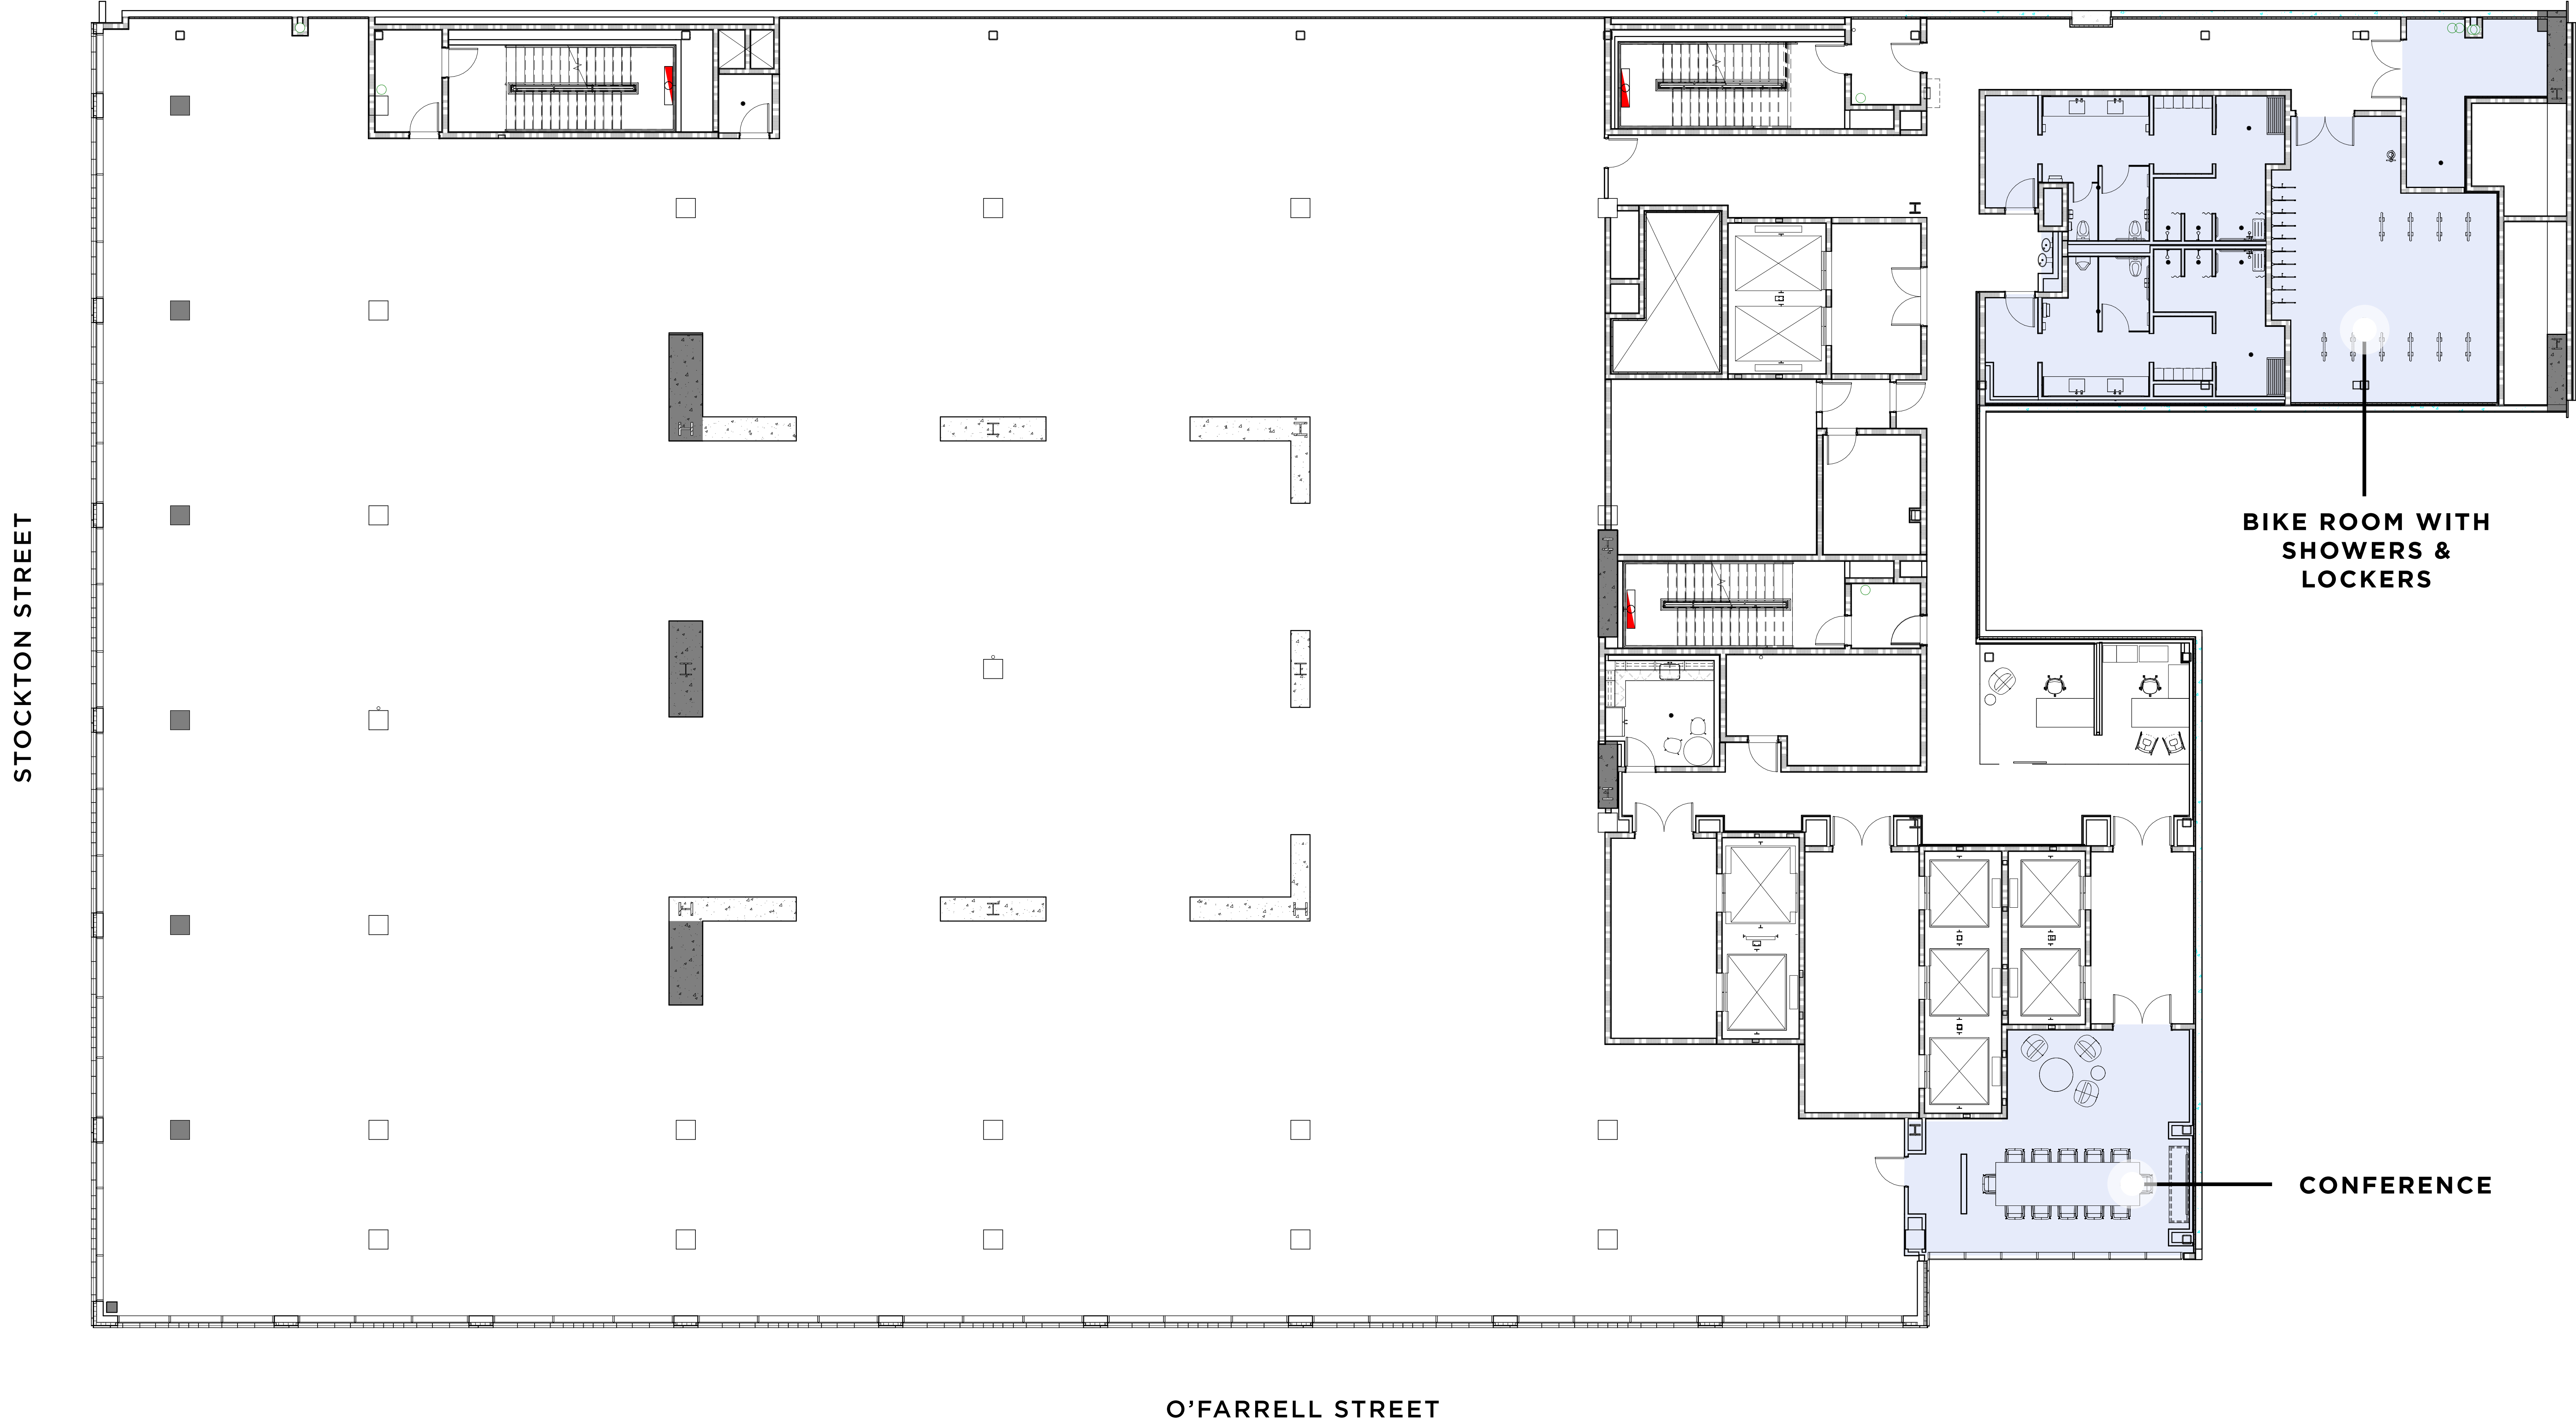 STOCKTON STREET
BIKE ROOM WITH
SHOWERS &
LOCKERS
CONFERENCE
O’FARRELL STREET